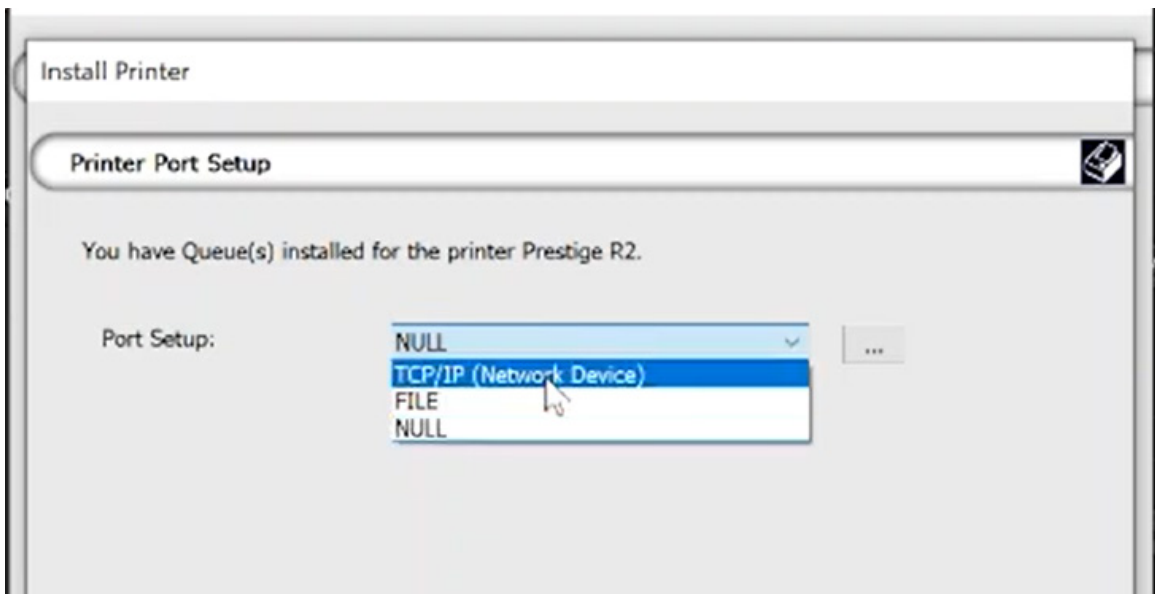 Install Printer
Printer Port Setup
You have Queue(s) installed for the printer Prestige R2.
Port Setup:
NULL
...
TCP/IP (Network Device)
FILE
NULL